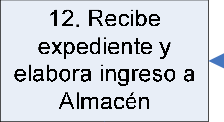 12. Recibe
expediente y
elabora ingreso a
Almacén